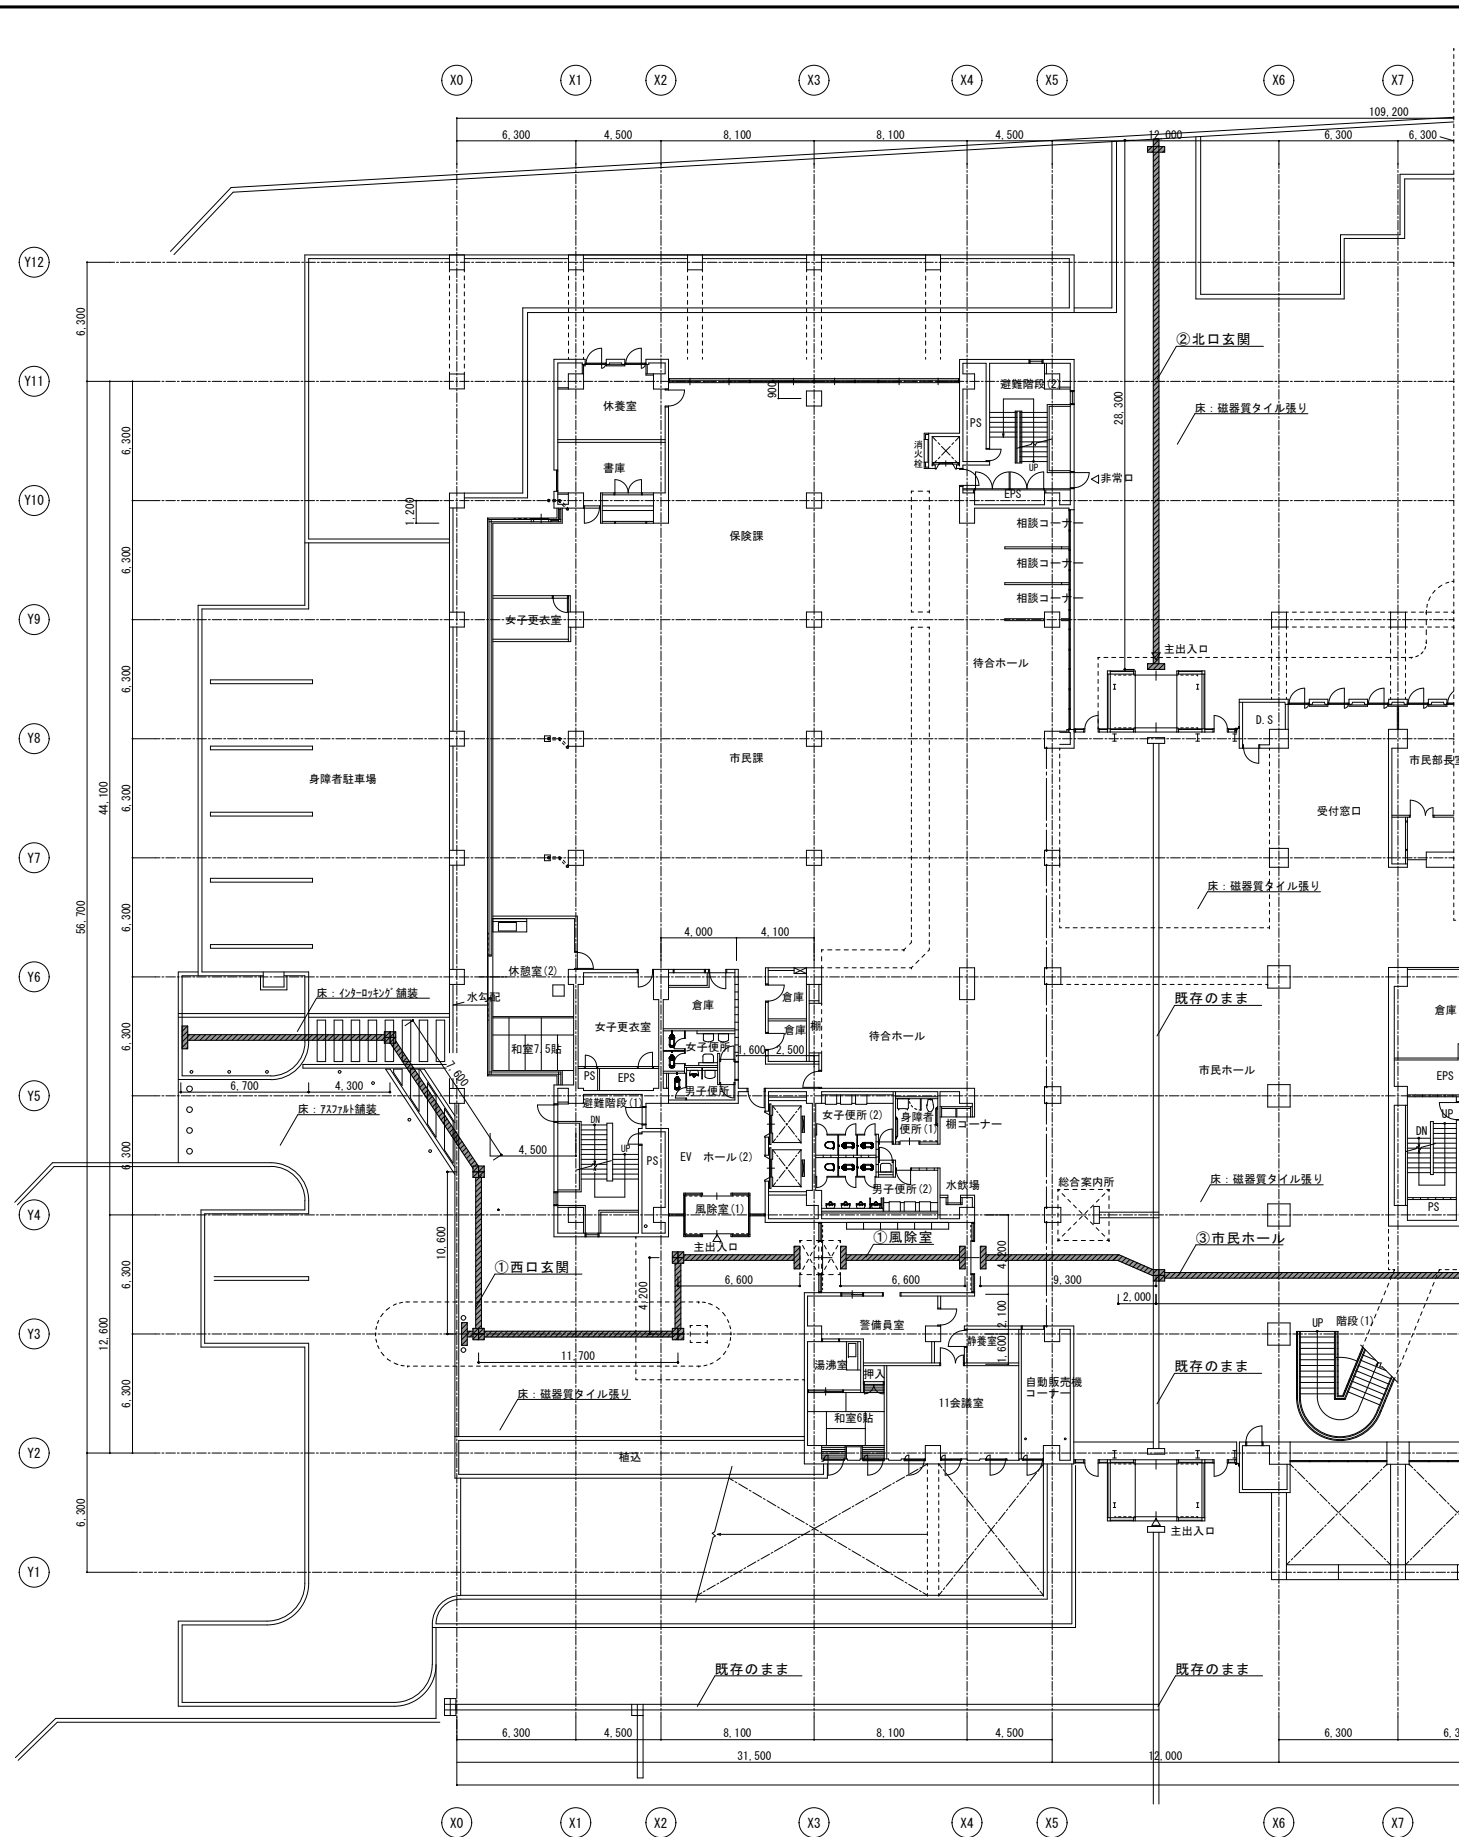 X0 X1 X2 X3 X4 X5 X6 X7
109,200
6,300 4,500 8,100 8,100 4,500 12,000 6,300 6,300
Y12
6,300
②北口玄関
Y11
900
避難階段(2)
休養室
28,300
床：磁器質タイル張り
PS
6,300
消火栓
書庫
UP
◁非常口
EPS
Y10
1,200
相談コーナー
保険課
6,300
相談コーナー
相談コーナー
Y9
女子更衣室
主出入口
待合ホール
6,300
D.S
Y8
市民課
市民部長室
身障者駐車場
44,100
6,300
受付窓口
Y7
床：磁器質タイル張り
56,700
6,300
4,000 4,100
Y6
休憩室(2)
水勾配
床：インターロッキング舗装
倉庫
倉庫
既存のまま
倉庫
女子更衣室
倉庫
棚
待合ホール
6,300
女子便所
和室7.5帖
1,600 2,500
7,600
市民ホール
PS
EPS
EPS
6,700 4,300
男子便所
Y5
避難階段(1)
床：アスファルト舗装
女子便所(2)
身障者
便所(1)
棚コーナー
DN
UP
UP
DN
6,300
4,500
PS
EV ホール(2)
床：磁器質タイル張り
総合案内所
男子便所(2)
水飲場
PS
Y4
風除室(1)
①風除室
③市民ホール
主出入口
10,600
4,200
①西口玄関
6,300
6,600 6,600 9,300
4,200
2,000
2,100
12,600
Y3
警備員室
静養室
UP 階段(1)
11,700
1,600
湯沸室
押入
既存のまま
6,300
自動販売機
コーナー
床：磁器質タイル張り
11会議室
和室6帖
Y2
植込
6,300
主出入口
Y1
既存のまま
既存のまま
6,300 4,500 8,100 8,100 4,500 6,300
31,500 12,000
X0 X1 X2 X3 X4 X5 X6 X7